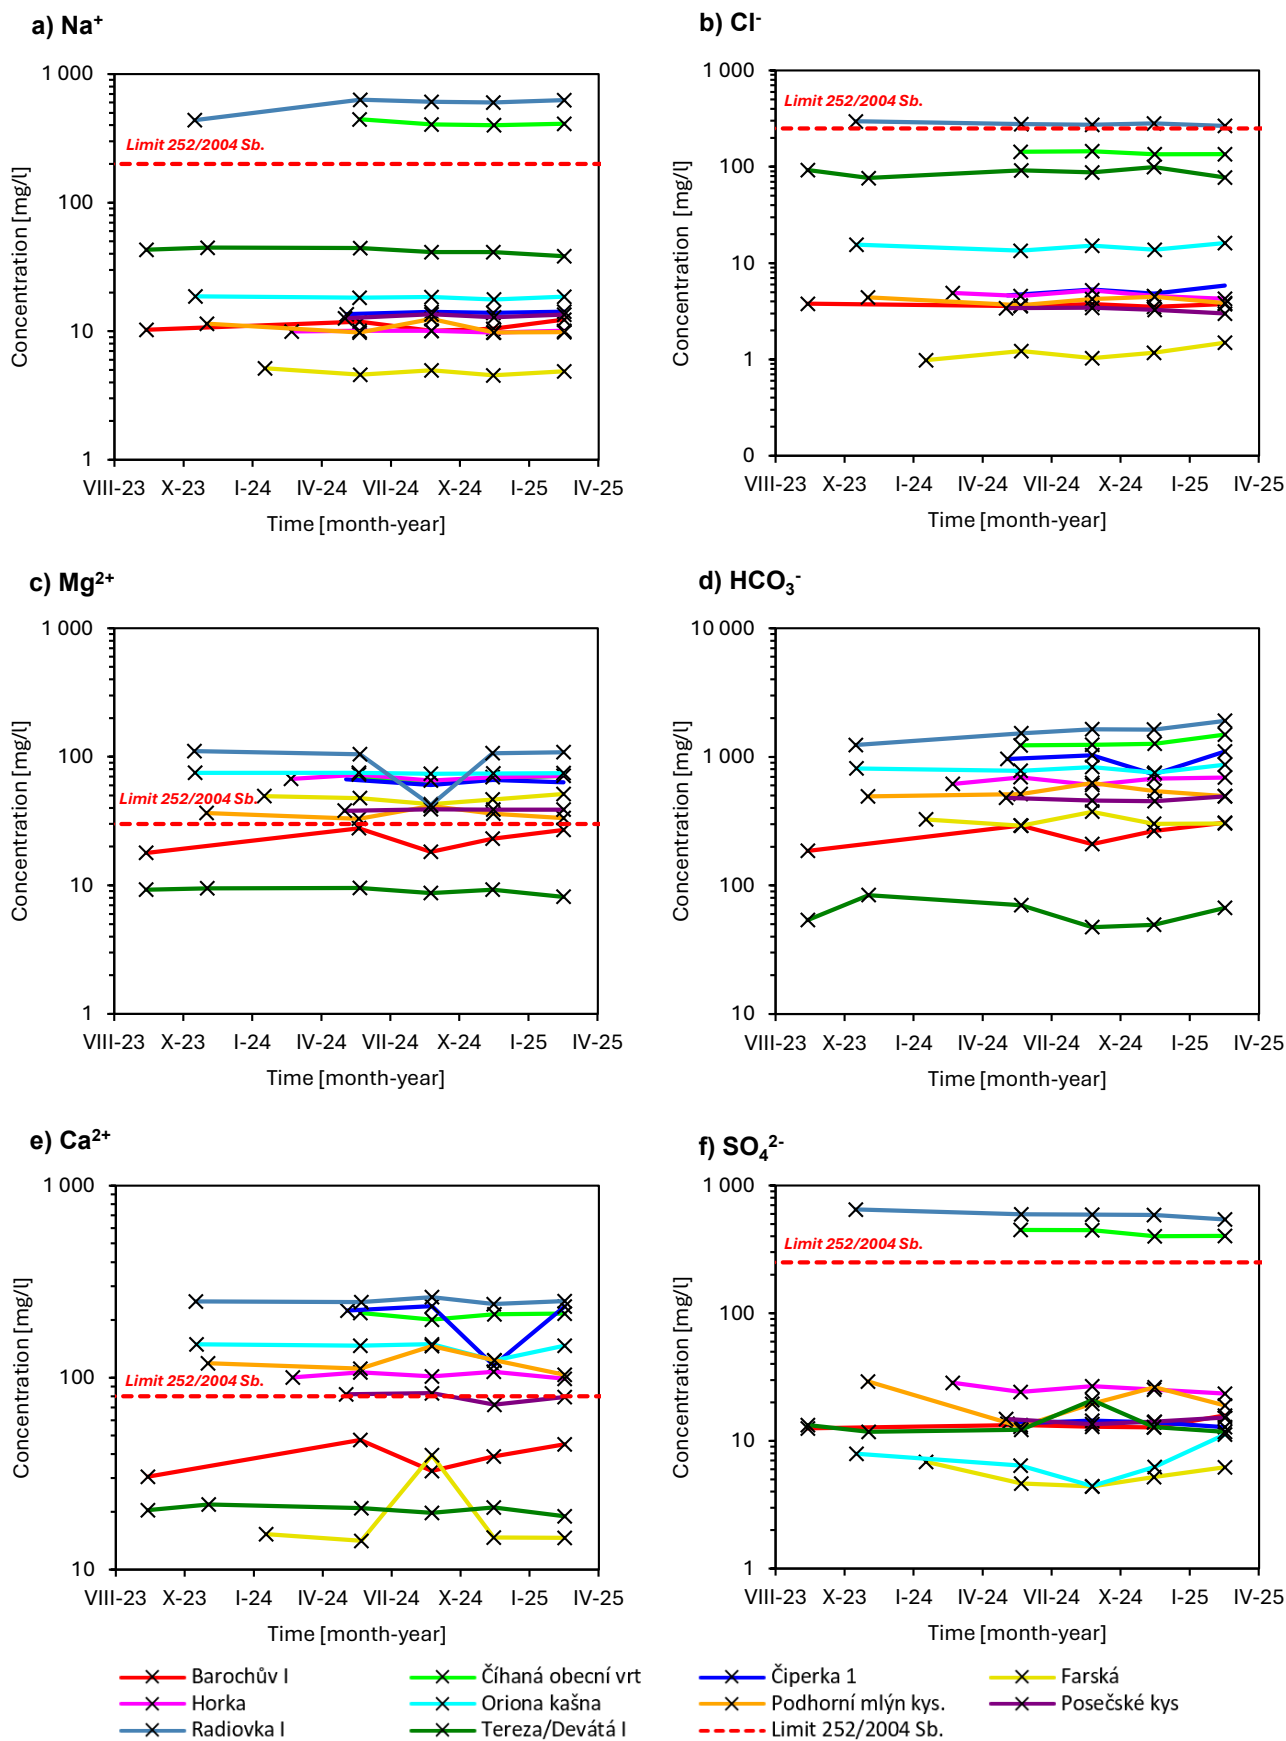 a) Na⁺
1 000
100
10
1
Concentration [mg/l]
Limit 252/2004 Sb.
VIII-23 X-23 I-24 IV-24 VII-24 X-24 I-25 IV-25
Time [month-year]
b) Cl⁻
1 000
100
10
1
0
Concentration [mg/l]
Limit 252/2004 Sb.
VIII-23 X-23 I-24 IV-24 VII-24 X-24 I-25 IV-25
Time [month-year]
c) Mg²⁺
1 000
100
10
1
Concentration [mg/l]
Limit 252/2004 Sb.
VIII-23 X-23 I-24 IV-24 VII-24 X-24 I-25 IV-25
Time [month-year]
d) HCO₃⁻
10 000
1 000
100
10
Concentration [mg/l]
VIII-23 X-23 I-24 IV-24 VII-24 X-24 I-25 IV-25
Time [month-year]
e) Ca²⁺
1 000
100
10
Concentration [mg/l]
Limit 252/2004 Sb.
VIII-23 X-23 I-24 IV-24 VII-24 X-24 I-25 IV-25
Time [month-year]
f) SO₄²⁻
1 000
100
10
1
Concentration [mg/l]
Limit 252/2004 Sb.
VIII-23 X-23 I-24 IV-24 VII-24 X-24 I-25 IV-25
Time [month-year]
Barochův I Číhaná obecní vrt Čiperka 1 Farská
Horka Oriona kašna Podhorní mlýn kys. Posečské kys
Radiovka I Tereza/Devátá I Limit 252/2004 Sb.